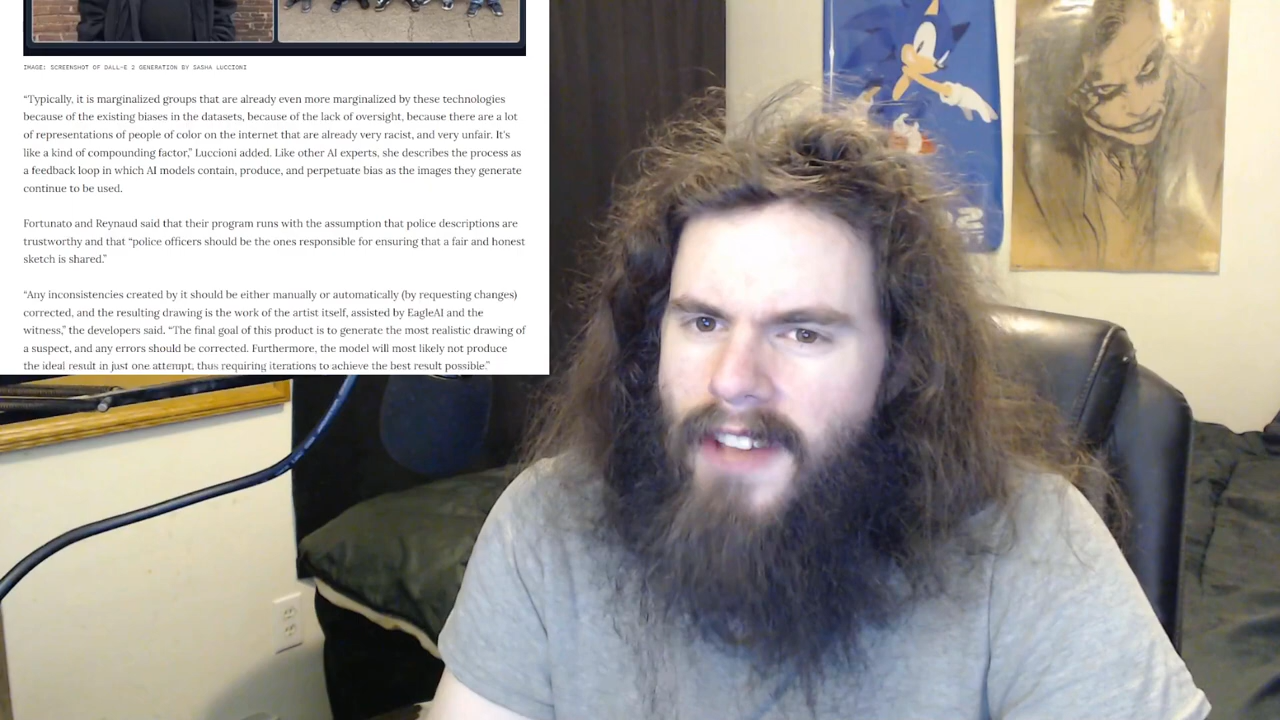 IMAGE: SCREENSHOT OF DALL-E 2 GENERATION BY SASHA LUCCIONI
“Typically, it is marginalized groups that are already even more marginalized by these technologies
because of the existing biases in the datasets, because of the lack of oversight, because there are a lot
of representations of people of color on the internet that are already very racist, and very unfair. It's
like a kind of compounding factor,” Luccioni added. Like other AI experts, she describes the process as
a feedback loop in which AI models contain, produce, and perpetuate bias as the images they generate
continue to be used.
Fortunato and Reynaud said that their program runs with the assumption that police descriptions are
trustworthy and that “police officers should be the ones responsible for ensuring that a fair and honest
sketch is shared.”
“Any inconsistencies created by it should be either manually or automatically (by requesting changes)
corrected, and the resulting drawing is the work of the artist itself, assisted by EagleAI and the
witness,” the developers said. “The final goal of this product is to generate the most realistic drawing of
a suspect, and any errors should be corrected. Furthermore, the model will most likely not produce
the ideal result in just one attempt, thus requiring iterations to achieve the best result possible.”